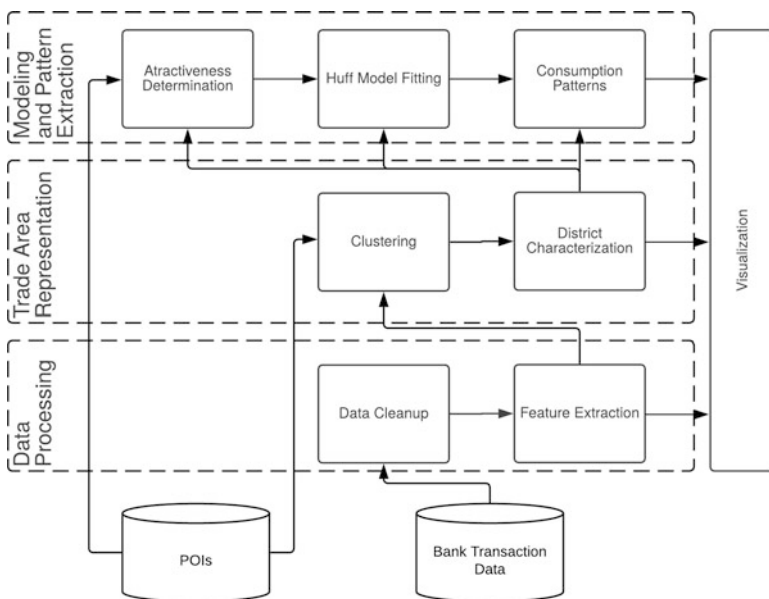 Modeling
and Pattern
Extraction
Atractiveness
Determination
Huff Model Fitting
Consumption
Patterns
Trade Area
Representation
Clustering
District
Characterization
Visualization
Data
Processing
Data Cleanup
Feature Extraction
POIs
Bank Transaction
Data